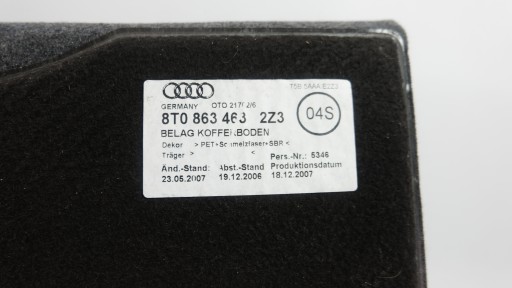 GERMANY OTO
8T0 863 463 2Z3
04S
BELAG KOFFERBODEN
Dekor >PET+Schmelzfaser+SBR<
Träger > <
Pers.-Nr.: 5346
Änd.-Stand: Abst.-Stand Produktionsdatum
23.05.2007 19.12.2006 18.12.2007